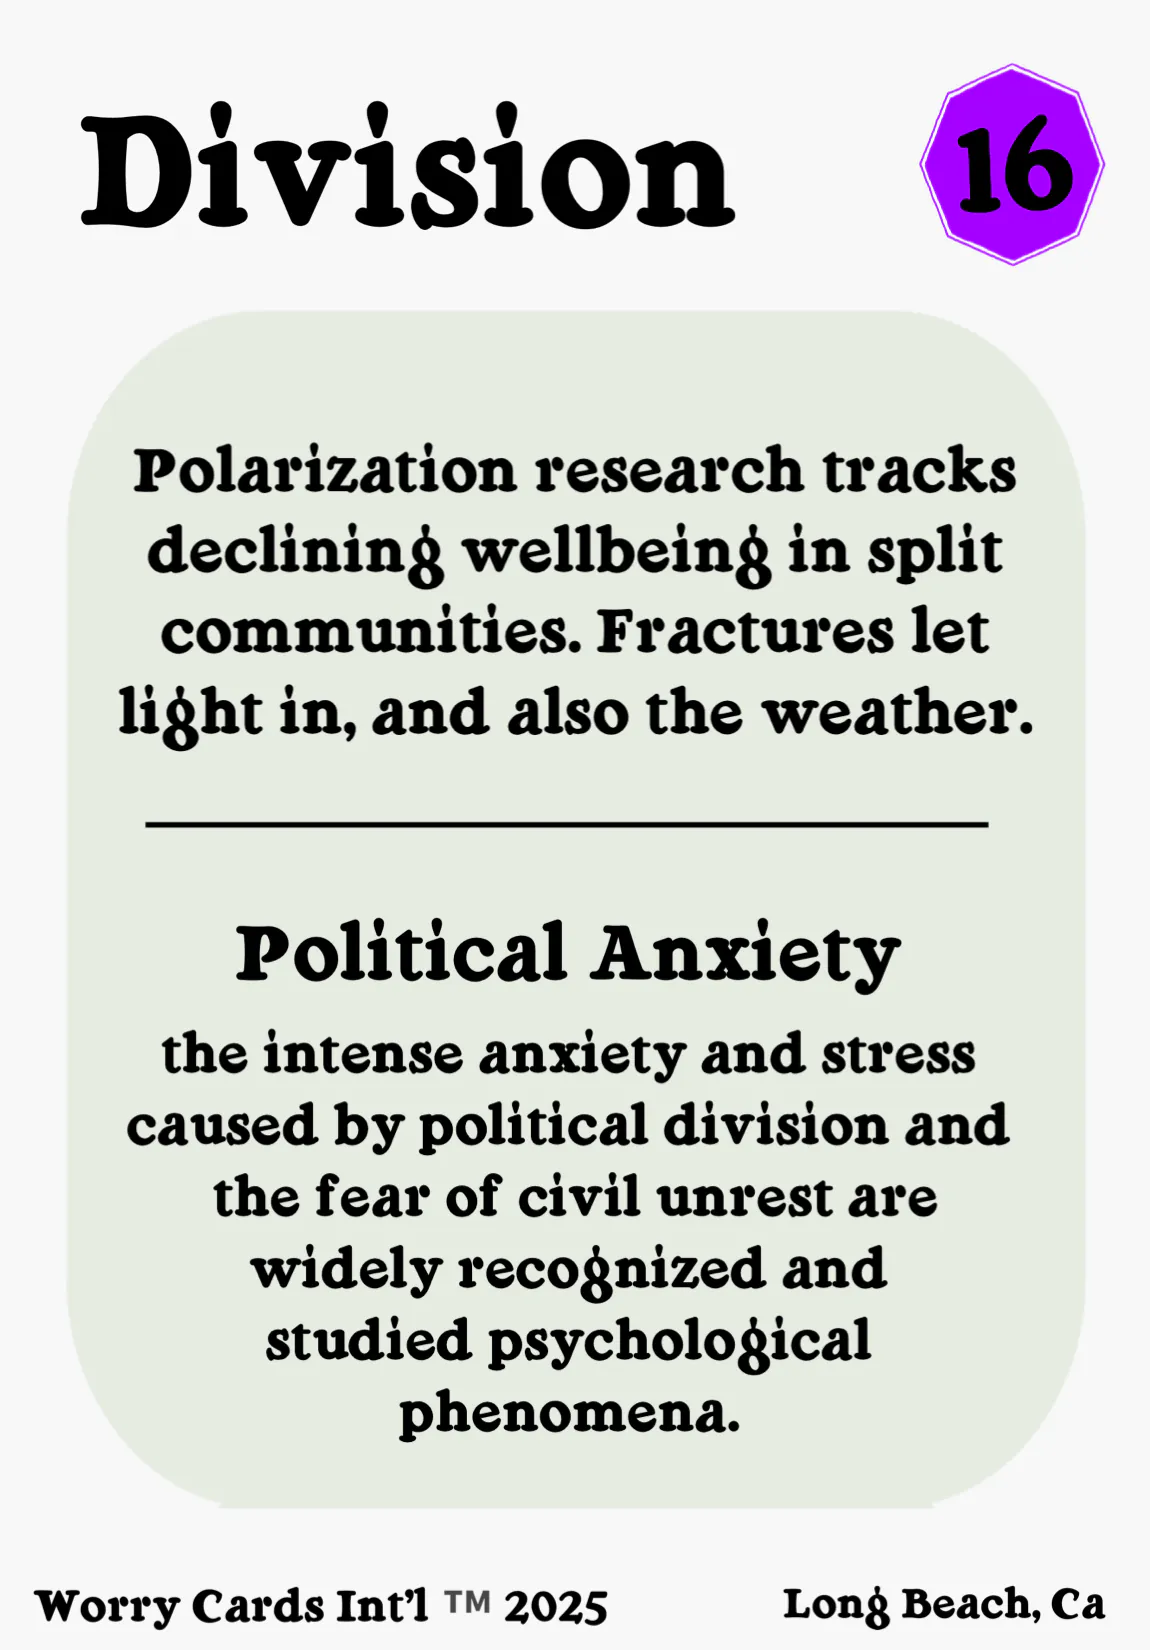 Division
16
Polarization research tracks
declining wellbeing in split
communities. Fractures let
light in, and also the weather.
Political Anxiety
the intense anxiety and stress
caused by political division and
the fear of civil unrest are
widely recognized and
studied psychological
phenomena.
Worry Cards Int'l ™ 2025
Long Beach, Ca